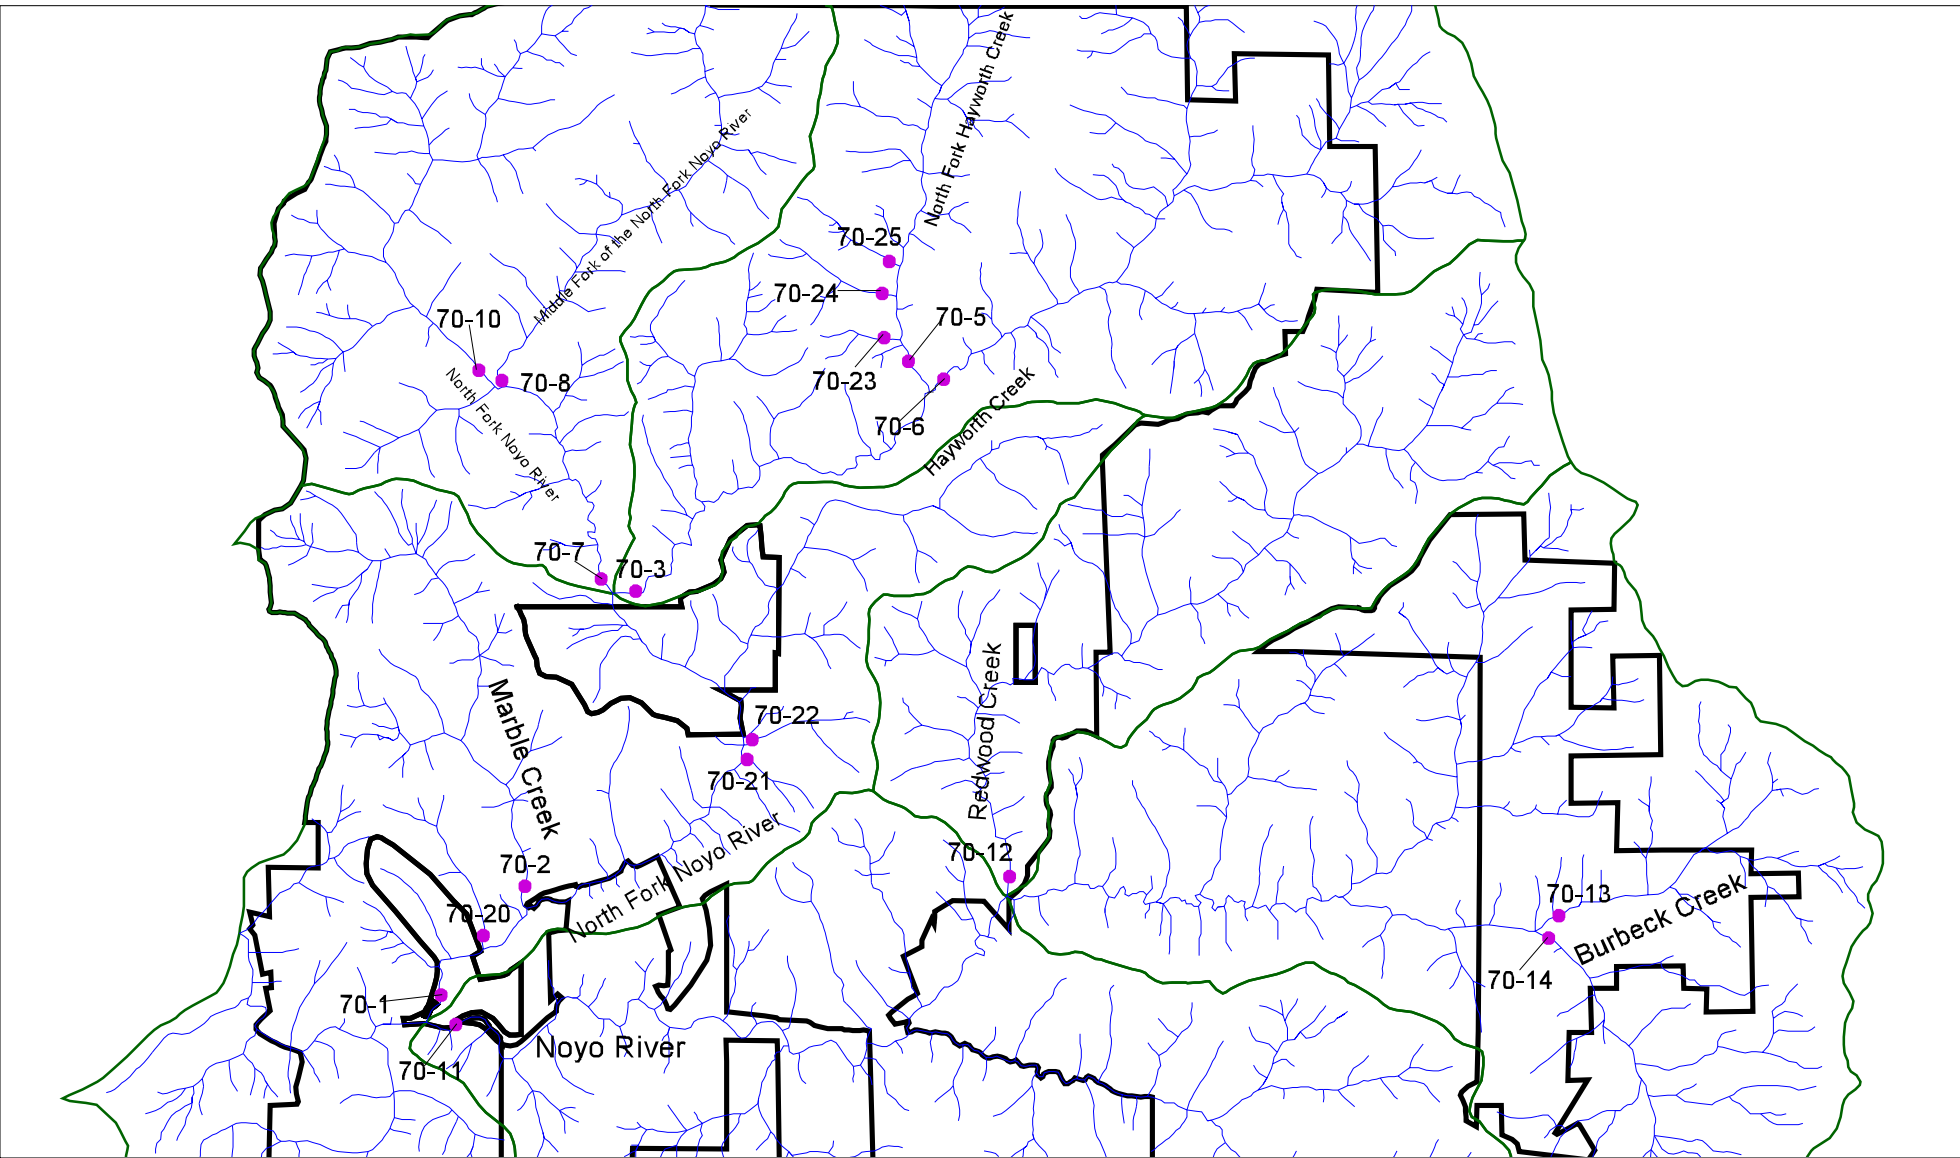 North Fork Hayworth Creek
Middle Fork of the North Fork Noyo River
70-25
70-24
70-10
70-5
70-8
70-23
70-6
North Fork Noyo River
Hayworth Creek
70-7
70-3
Marble Creek
Redwood Creek
70-22
70-21
North Fork Noyo River
70-2
70-12
70-20
70-13
Burbeck Creek
70-14
70-1
Noyo River
70-11